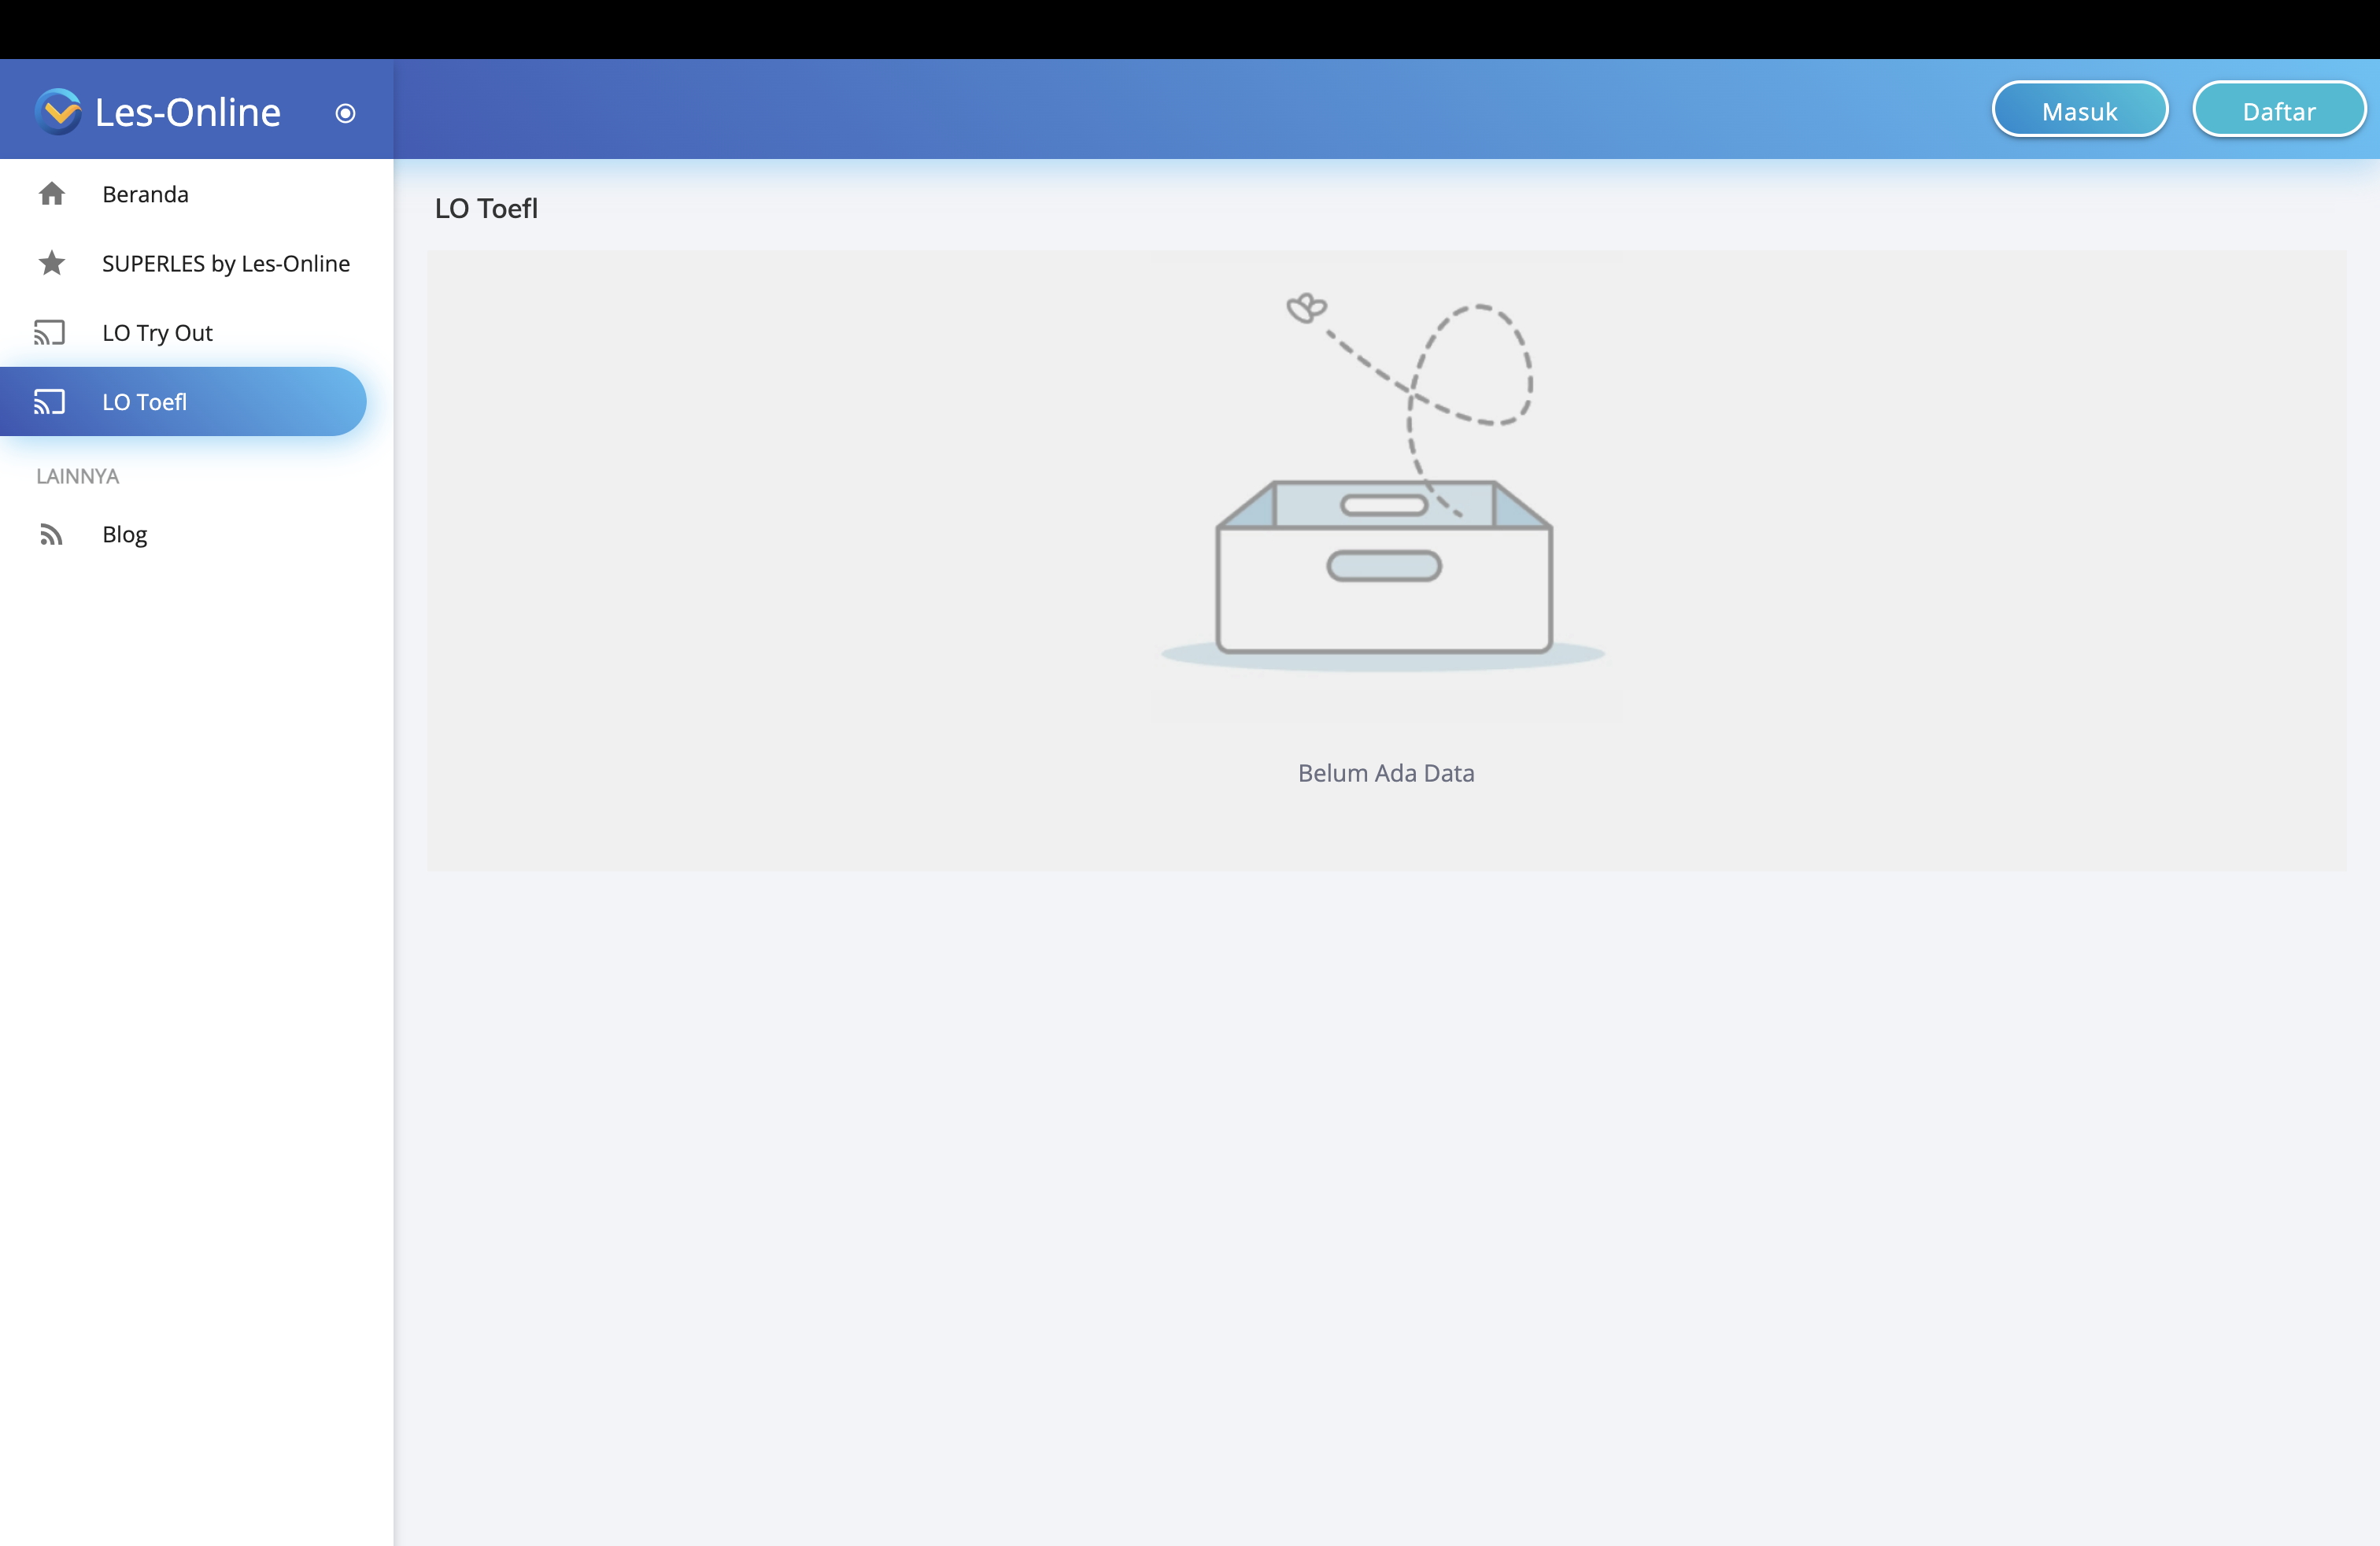 Les-Online
Masuk
Daftar
Beranda
SUPERLES by Les-Online
LO Try Out
LO Toefl
LAINNYA
Blog
LO Toefl
Belum Ada Data